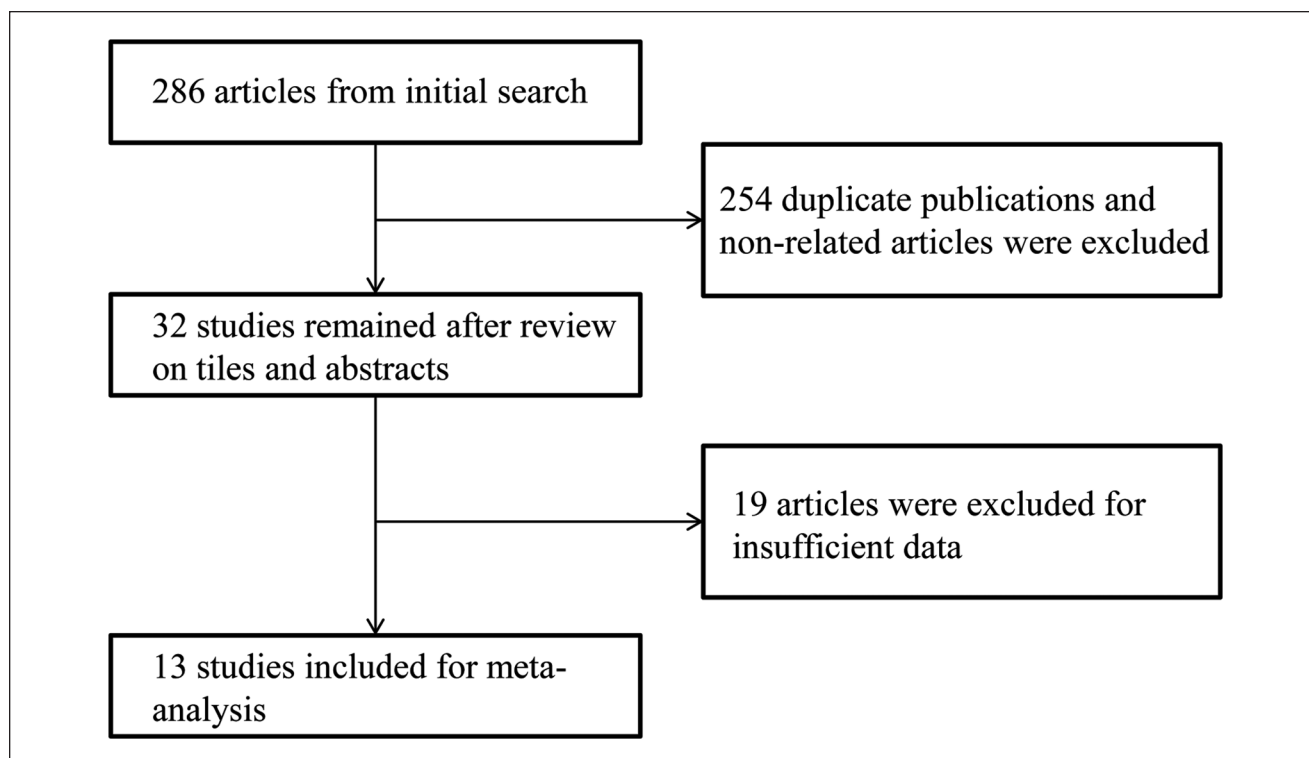 286 articles from initial search
254 duplicate publications and
non-related articles were excluded
32 studies remained after review
on tiles and abstracts
19 articles were excluded for
insufficient data
13 studies included for meta-
analysis